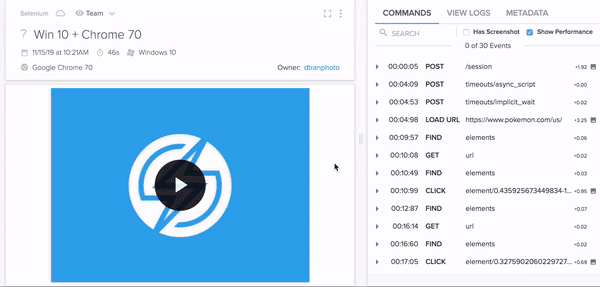 Selenium Team
? Win 10 + Chrome 70
11/15/19 at 10:21AM 46s Windows 10
Google Chrome 70 Owner: dtranphoto
COMMANDS VIEW LOGS METADATA
SEARCH Has Screenshot Show Performance
0 of 30 Events
00:00:05 POST /session +1.92
00:04:09 POST timeouts/async_script +0.00
00:04:53 POST timeouts/implicit_wait +0.02
00:04:98 LOAD URL https://www.pokemon.com/us/ +3.25
00:09:57 FIND elements +0.06
00:10:08 GET url +0.02
00:10:49 FIND elements +0.03
00:10:99 CLICK element/0.435925673449834-1... +0.95
00:12:87 FIND elements +0.07
00:16:14 GET url +0.02
00:16:60 FIND elements +0.02
00:17:05 CLICK element/0.3275902060229727... +0.69